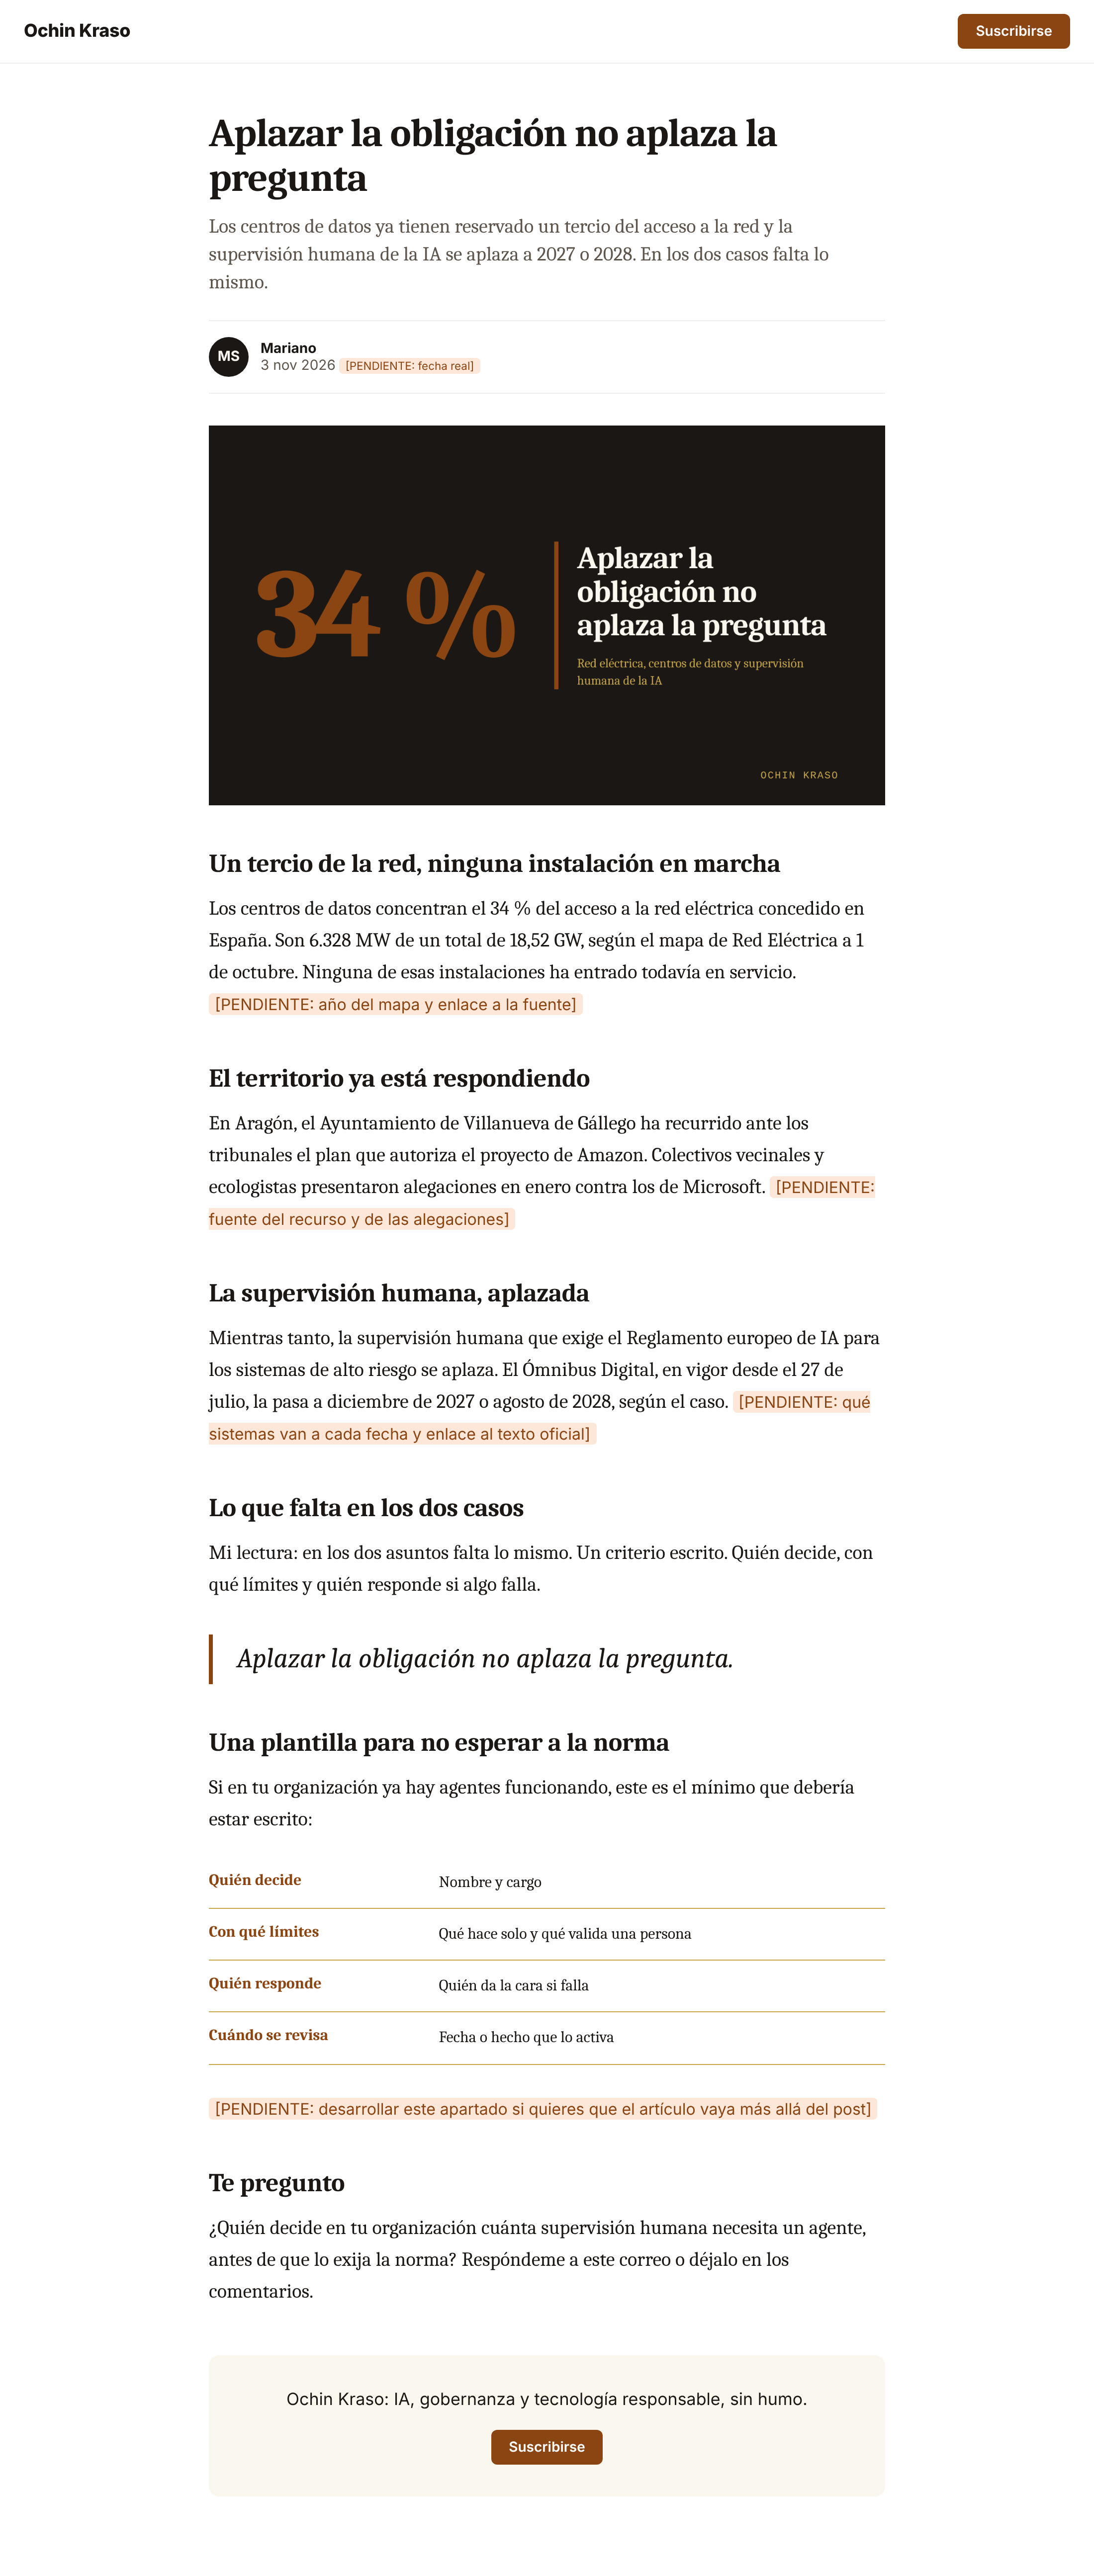 Ochin Kraso
Suscribirse
Aplazar la obligación no aplaza la
pregunta
Los centros de datos ya tienen reservado un tercio del acceso a la red y la
supervisión humana de la IA se aplaza a 2027 o 2028. En los dos casos falta lo
mismo.
MS
Mariano
3 nov 2026 [PENDIENTE: fecha real]
34 %
Aplazar la
obligación no
aplaza la pregunta
Red eléctrica, centros de datos y supervisión
humana de la IA
OCHIN KRASO
Un tercio de la red, ninguna instalación en marcha
Los centros de datos concentran el 34 % del acceso a la red eléctrica concedido en
España. Son 6.328 MW de un total de 18,52 GW, según el mapa de Red Eléctrica a 1
de octubre. Ninguna de esas instalaciones ha entrado todavía en servicio.
[PENDIENTE: año del mapa y enlace a la fuente]
El territorio ya está respondiendo
En Aragón, el Ayuntamiento de Villanueva de Gállego ha recurrido ante los
tribunales el plan que autoriza el proyecto de Amazon. Colectivos vecinales y
ecologistas presentaron alegaciones en enero contra los de Microsoft. [PENDIENTE:
fuente del recurso y de las alegaciones]
La supervisión humana, aplazada
Mientras tanto, la supervisión humana que exige el Reglamento europeo de IA para
los sistemas de alto riesgo se aplaza. El Ómnibus Digital, en vigor desde el 27 de
julio, la pasa a diciembre de 2027 o agosto de 2028, según el caso. [PENDIENTE: qué
sistemas van a cada fecha y enlace al texto oficial]
Lo que falta en los dos casos
Mi lectura: en los dos asuntos falta lo mismo. Un criterio escrito. Quién decide, con
qué límites y quién responde si algo falla.
Aplazar la obligación no aplaza la pregunta.
Una plantilla para no esperar a la norma
Si en tu organización ya hay agentes funcionando, este es el mínimo que debería
estar escrito:
Quién decide Nombre y cargo
Con qué límites Qué hace solo y qué valida una persona
Quién responde Quién da la cara si falla
Cuándo se revisa Fecha o hecho que lo activa
[PENDIENTE: desarrollar este apartado si quieres que el artículo vaya más allá del post]
Te pregunto
¿Quién decide en tu organización cuánta supervisión humana necesita un agente,
antes de que lo exija la norma? Respóndeme a este correo o déjalo en los
comentarios.
Ochin Kraso: IA, gobernanza y tecnología responsable, sin humo.
Suscribirse